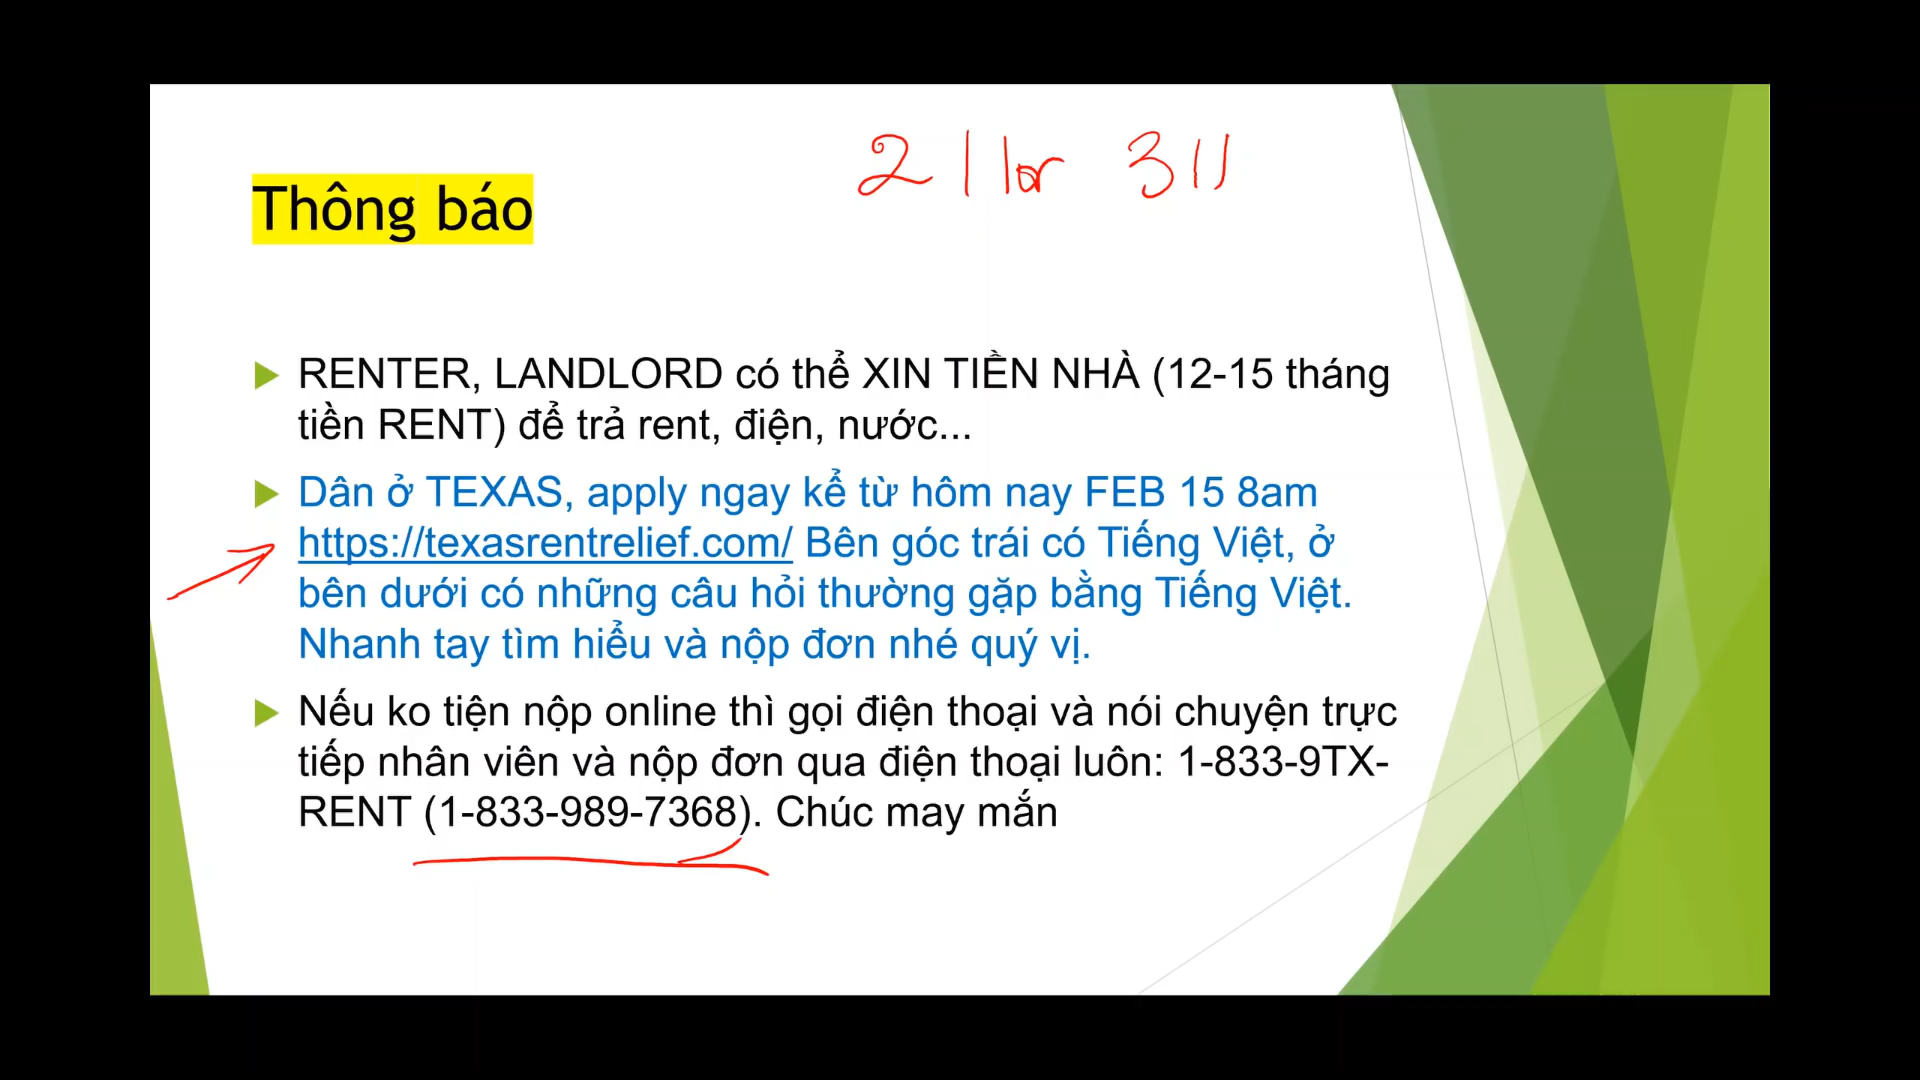 211 or 311
Thông báo
RENTER, LANDLORD có thể XIN TIỀN NHÀ (12-15 tháng
tiền RENT) để trả rent, điện, nước...
Dân ở TEXAS, apply ngay kể từ hôm nay FEB 15 8am
https://texasrentrelief.com/ Bên góc trái có Tiếng Việt, ở
bên dưới có những câu hỏi thường gặp bằng Tiếng Việt.
Nhanh tay tìm hiểu và nộp đơn nhé quý vị.
Nếu ko tiện nộp online thì gọi điện thoại và nói chuyện trực
tiếp nhân viên và nộp đơn qua điện thoại luôn: 1-833-9TX-
RENT (1-833-989-7368). Chúc may mắn